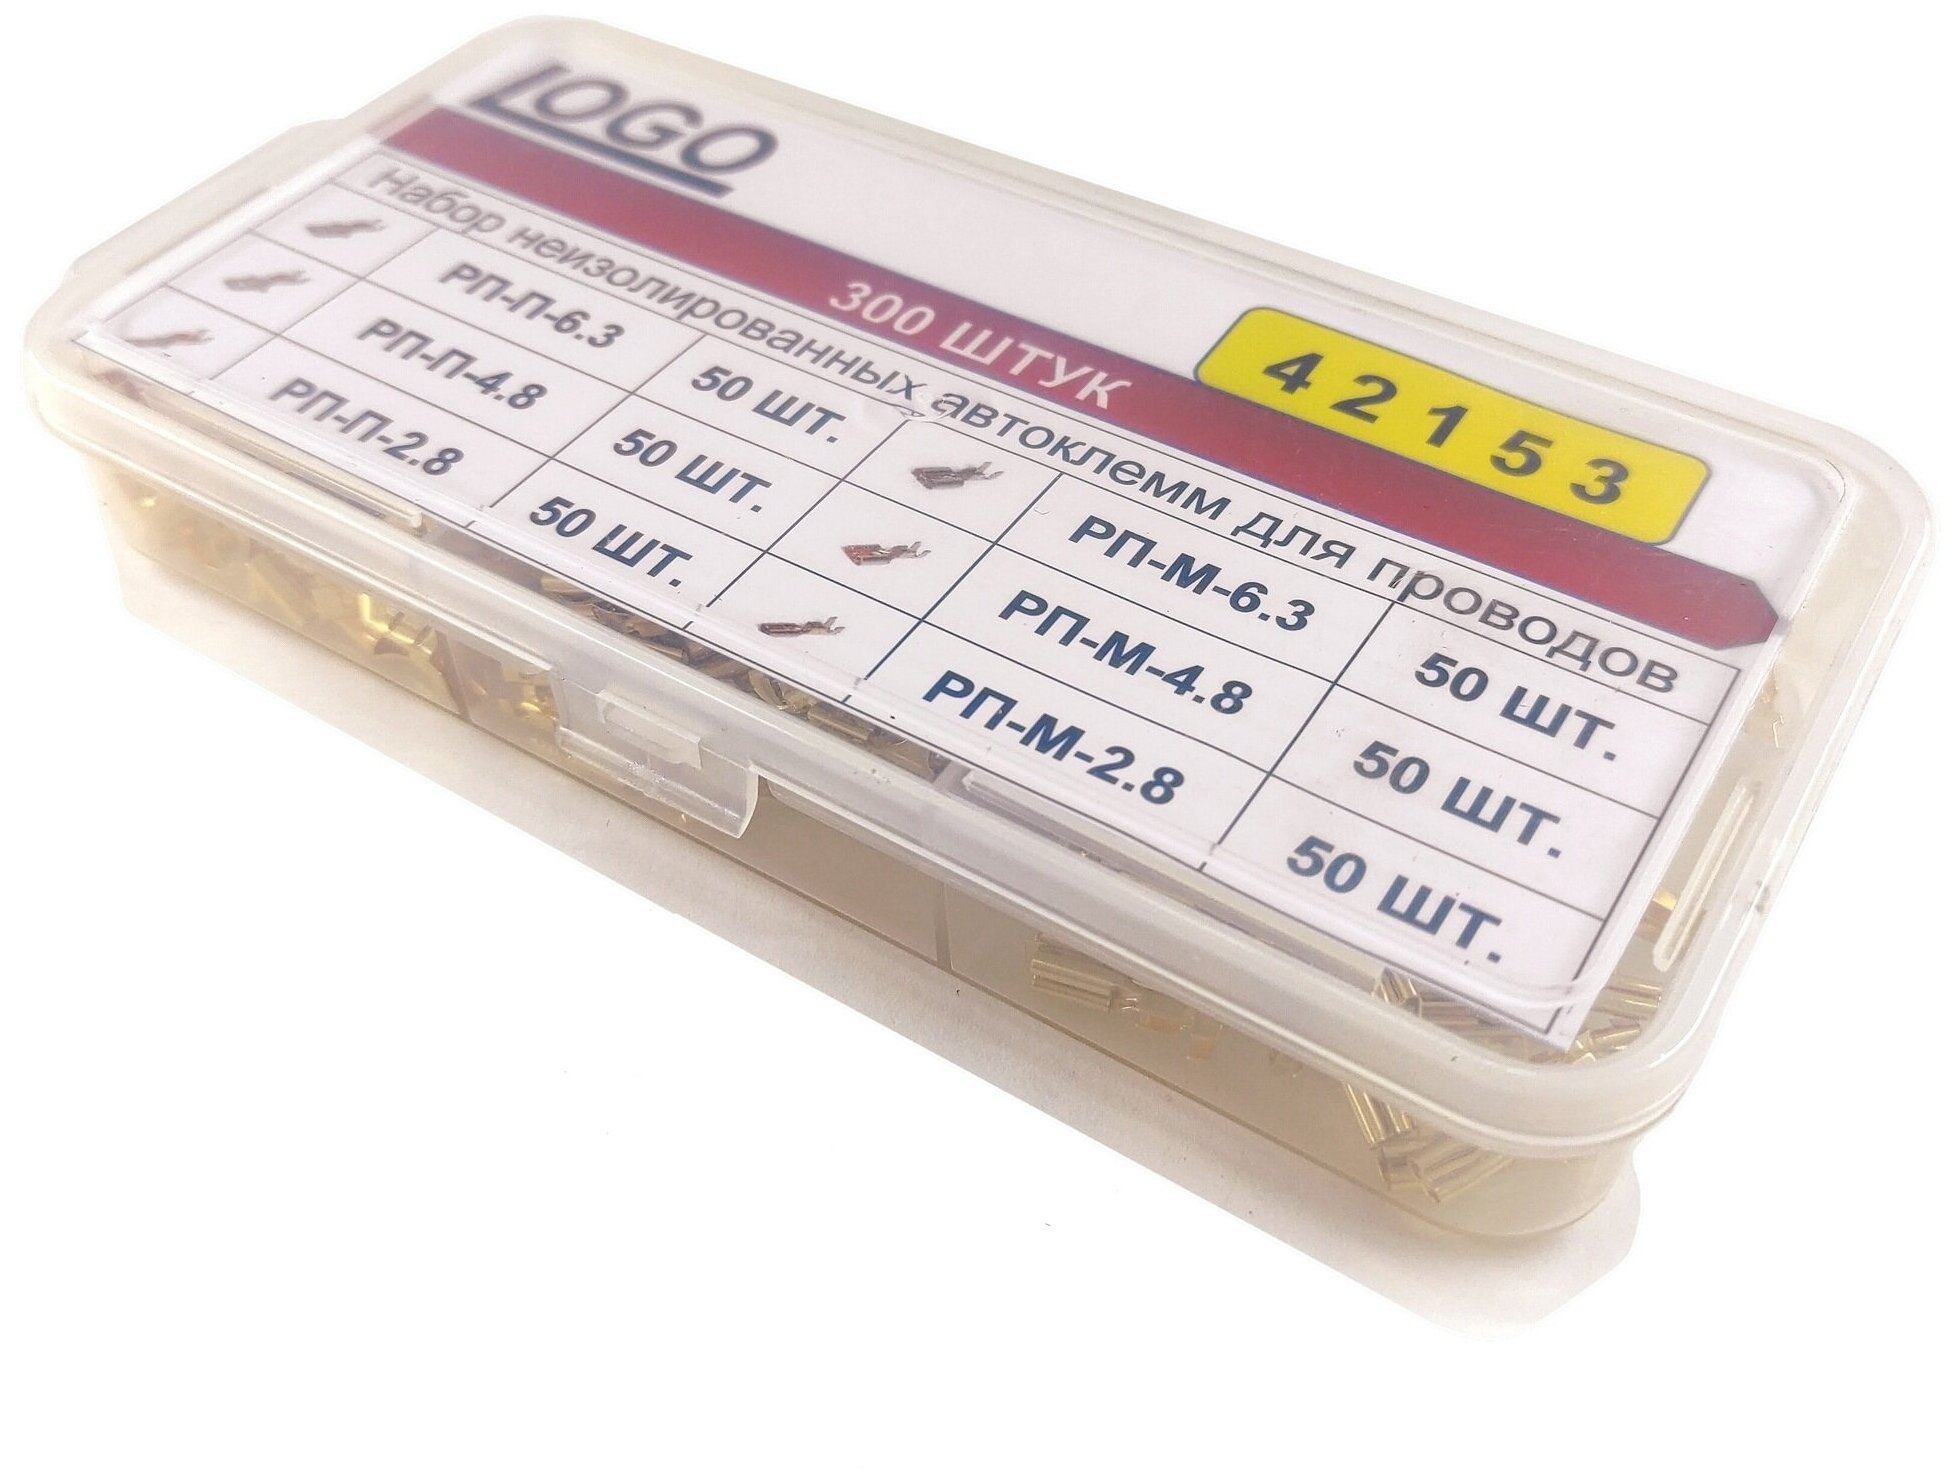 LOGO
300 ШТУК
4 2 1 5 3
Набор неизолированных автоклемм для проводов
РП-П-6.3 50 шт. РП-М-6.3 50 шт.
РП-П-4.8 50 шт. РП-М-4.8 50 шт.
РП-П-2.8 50 шт. РП-М-2.8 50 шт.